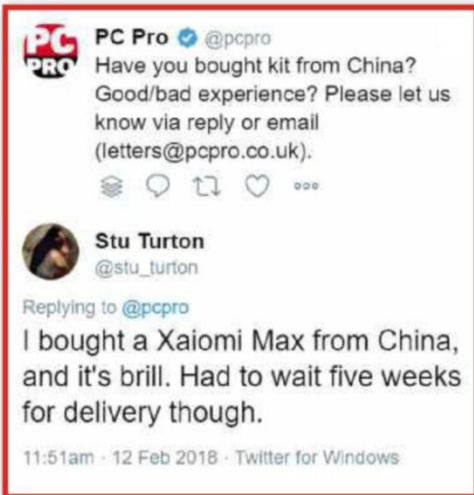 PC
PRO
PC Pro @pcpro
Have you bought kit from China?
Good/bad experience? Please let us
know via reply or email
(letters@pcpro.co.uk).
Stu Turton
@stu_turton
Replying to @pcpro
I bought a Xaiomi Max from China,
and it's brill. Had to wait five weeks
for delivery though.
11:51am · 12 Feb 2018 · Twitter for Windows